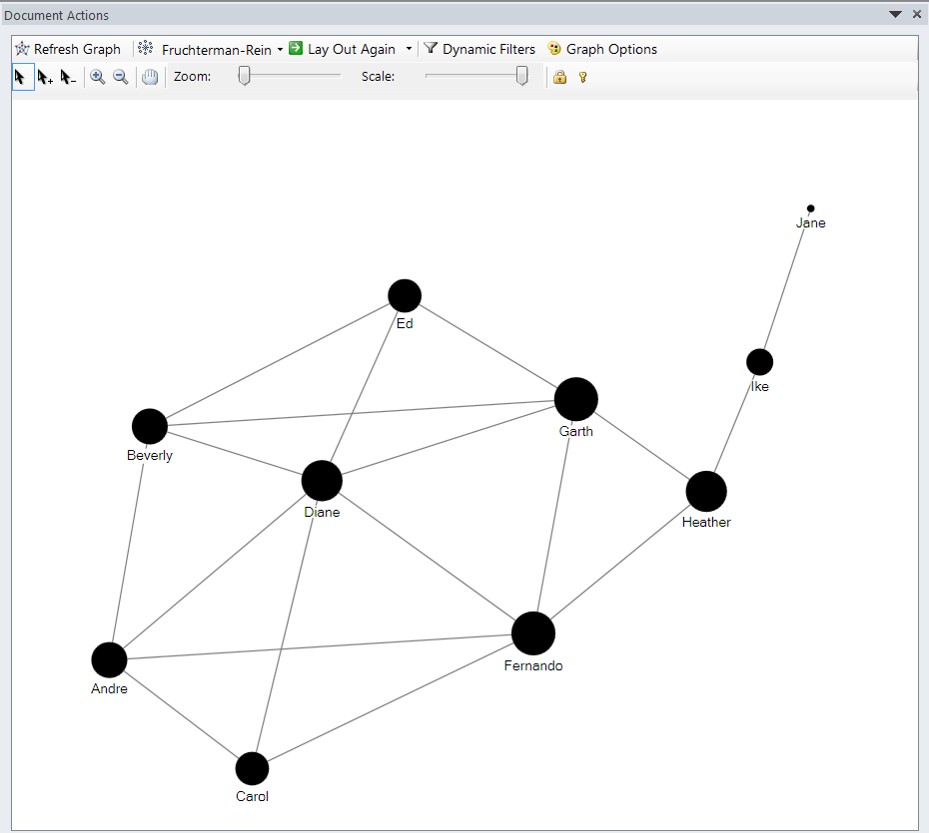 Document Actions
Refresh Graph Fruchterman-Rein Lay Out Again Dynamic Filters Graph Options
Zoom: Scale:
Jane
Ed
Ike
Garth
Beverly
Diane
Heather
Fernando
Andre
Carol